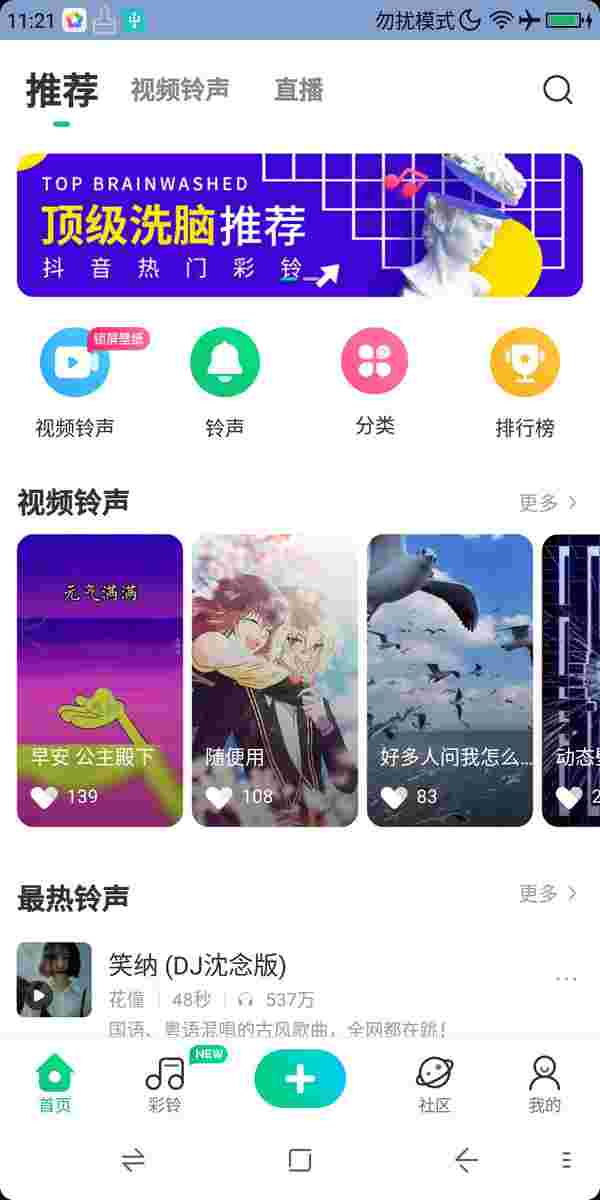 11:21 勿扰模式
推荐 视频铃声 直播
TOP BRAINWASHED
顶级洗脑推荐
抖音热门彩铃
锁屏壁纸
视频铃声 铃声 分类 排行榜
视频铃声 更多
元气满满
早安 公主殿下 随便用 好多人问我怎么... 动态壁
139 108 83 2
最热铃声 更多
笑纳 (DJ沈念版)
花僮 48秒 537万
国语、粤语混唱的古风歌曲，全网都在跳！
NEW
首页 彩铃 社区 我的